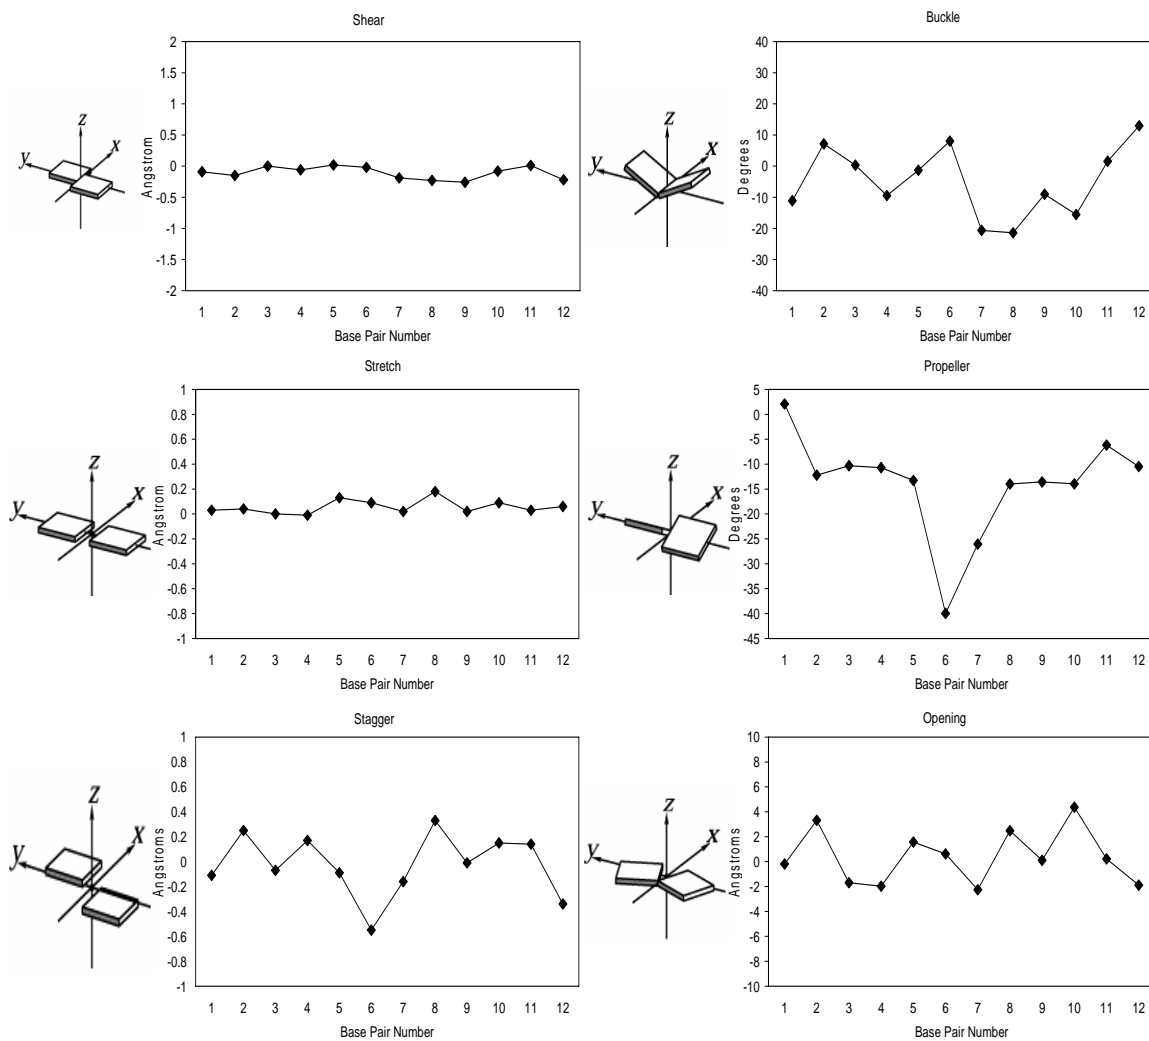 Shear
2
1.5
1
0.5
0
-0.5
-1
-1.5
-2
Angstrom
1 2 3 4 5 6 7 8 9 10 11 12
Base Pair Number
z
y
x
Buckle
40
30
20
10
0
-10
-20
-30
-40
Degrees
1 2 3 4 5 6 7 8 9 10 11 12
Base Pair Number
z
y
x
Stretch
1
0.8
0.6
0.4
0.2
0
-0.2
-0.4
-0.6
-0.8
-1
Angstrom
1 2 3 4 5 6 7 8 9 10 11 12
Base Pair Number
z
y
x
Propeller
5
0
-5
-10
-15
-20
-25
-30
-35
-40
-45
Degrees
1 2 3 4 5 6 7 8 9 10 11 12
Base Pair Number
z
y
x
Stagger
1
0.8
0.6
0.4
0.2
0
-0.2
-0.4
-0.6
-0.8
-1
Angstroms
1 2 3 4 5 6 7 8 9 10 11 12
Base Pair Number
Z
y
X
Opening
10
8
6
4
2
0
-2
-4
-6
-8
-10
Angstroms
1 2 3 4 5 6 7 8 9 10 11 12
Base Pair Number
z
y
x